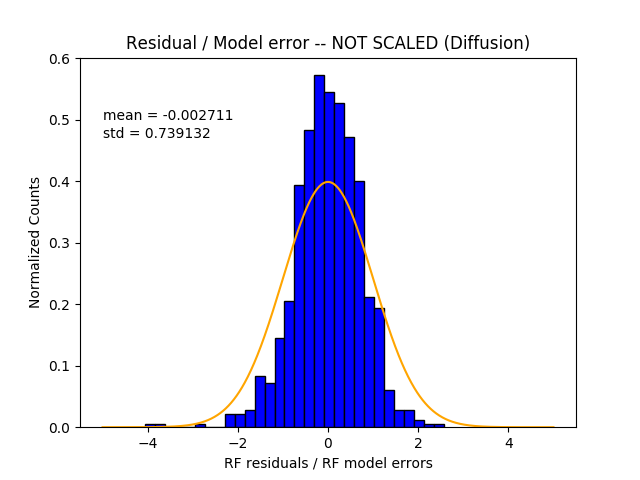 Residual / Model error -- NOT SCALED (Diffusion)
mean = -0.002711
std = 0.739132
Normalized Counts
0.6
0.5
0.4
0.3
0.2
0.1
0.0
−4
−2
0
2
4
RF residuals / RF model errors